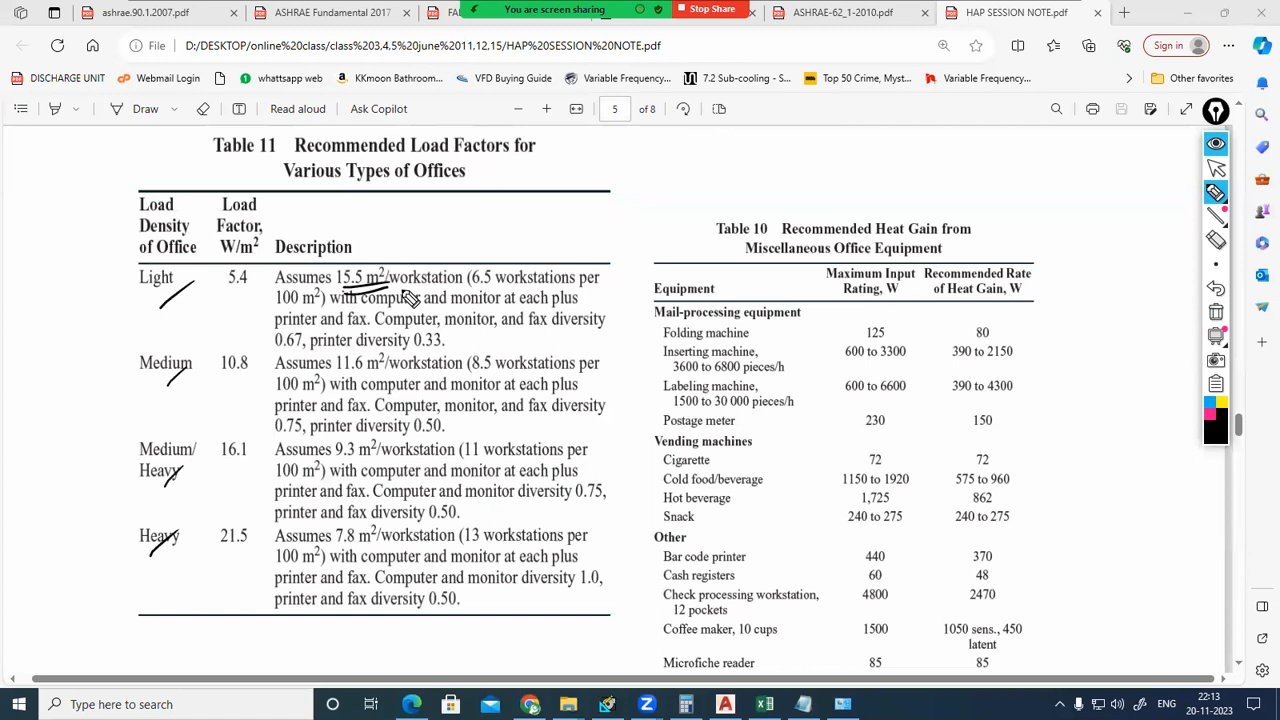 ashrae.90.1.2007.pdf
ASHRAE Fundamental 2017
FA
You are screen sharing
Stop Share
ASHRAE-62_1-2010.pdf
HAP SESSION NOTE.pdf
File
D:/DESKTOP/online%20class/class%203,4,5%20june%2011,12,15/HAP%20SESSION%20NOTE.pdf
Sign in
DISCHARGE UNIT
Webmail Login
whattsapp web
KKmoon Bathroom...
VFD Buying Guide
Variable Frequency...
7.2 Sub-cooling - S...
Top 50 Crime, Myst...
Variable Frequency...
Other favorites
Draw
Read aloud
Ask Copilot
5
of 8
Table 11 Recommended Load Factors for
Various Types of Offices
Load
Density
of Office
Load
Factor,
W/m²
Description
Light
5.4
Assumes 15.5 m²/workstation (6.5 workstations per
100 m²) with computer and monitor at each plus
printer and fax. Computer, monitor, and fax diversity
0.67, printer diversity 0.33.
Medium
10.8
Assumes 11.6 m²/workstation (8.5 workstations per
100 m²) with computer and monitor at each plus
printer and fax. Computer, monitor, and fax diversity
0.75, printer diversity 0.50.
Medium/
Heavy
16.1
Assumes 9.3 m²/workstation (11 workstations per
100 m²) with computer and monitor at each plus
printer and fax. Computer and monitor diversity 0.75,
printer and fax diversity 0.50.
Heavy
21.5
Assumes 7.8 m²/workstation (13 workstations per
100 m²) with computer and monitor at each plus
printer and fax. Computer and monitor diversity 1.0,
printer and fax diversity 0.50.
Table 10 Recommended Heat Gain from
Miscellaneous Office Equipment
Equipment
Maximum Input
Rating, W
Recommended Rate
of Heat Gain, W
Mail-processing equipment
Folding machine 125 80
Inserting machine, 600 to 3300 390 to 2150
3600 to 6800 pieces/h
Labeling machine, 600 to 6600 390 to 4300
1500 to 30 000 pieces/h
Postage meter 230 150
Vending machines
Cigarette 72 72
Cold food/beverage 1150 to 1920 575 to 960
Hot beverage 1,725 862
Snack 240 to 275 240 to 275
Other
Bar code printer 440 370
Cash registers 60 48
Check processing workstation, 4800 2470
12 pockets
Coffee maker, 10 cups 1500 1050 sens., 450
latent
Microfiche reader 85 85
Type here to search
ENG
22:13
20-11-2023